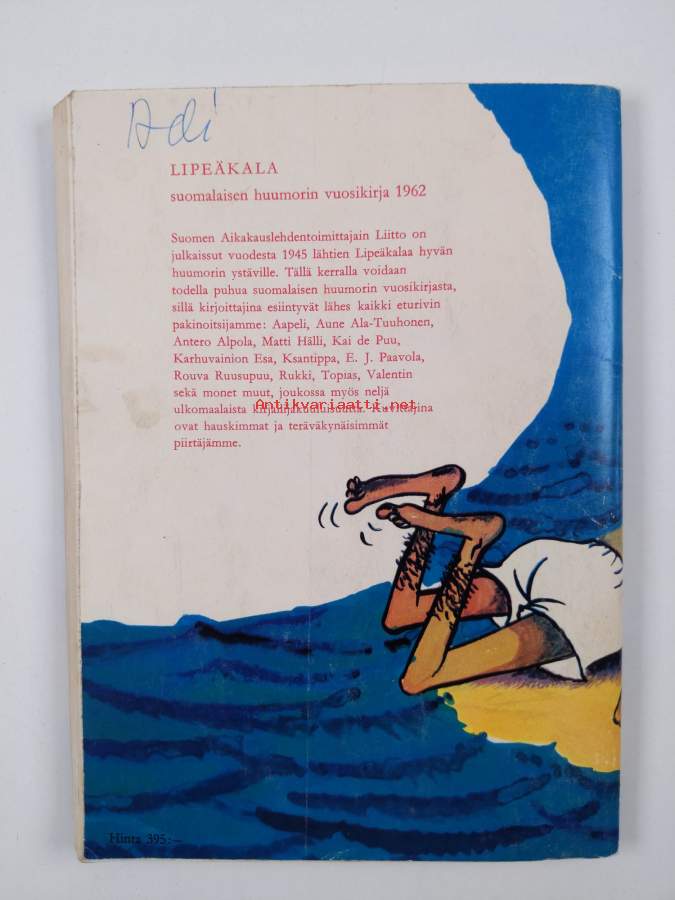 Adi
LIPEÄKALA
suomalaisen huumorin vuosikirja 1962
Suomen Aikakauslehdentoimittajain Liitto on
julkaissut vuodesta 1945 lähtien Lipeäkalaa hyvän
huumorin ystäville. Tällä kerralla voidaan
todella puhua suomalaisen huumorin vuosikirjasta,
sillä kirjoittajina esiintyvät lähes kaikki eturivin
pakinoitsijamme: Aapeli, Aune Ala-Tuuhonen,
Antero Alpola, Matti Hälli, Kai de Puu,
Karhuvainion Esa, Ksantippa, E. J. Paavola,
Rouva Ruusupuu, Rukki, Topias, Valentin
sekä monet muut, joukossa myös neljä
Antikvariaatti.net
ulkomaalaista Kuvittajina
ovat hauskimmat ja teräväkynäisimmät
piirtäjämme.
Hinta 395:—